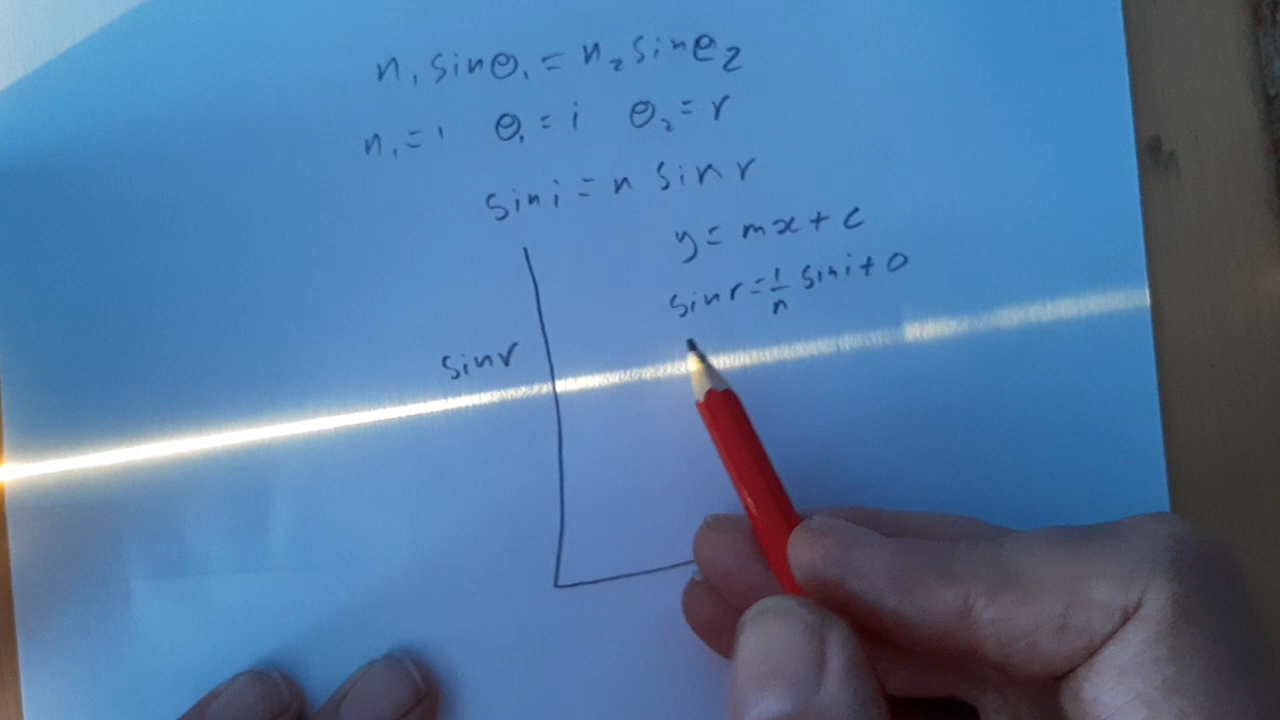 n₁ sinθ₁ = n₂ sinθ₂
n₁ = 1 θ₁ = i θ₂ = r
sin i = n sin r
y = mx + c
sin r = 1/n sin i + 0
sin r